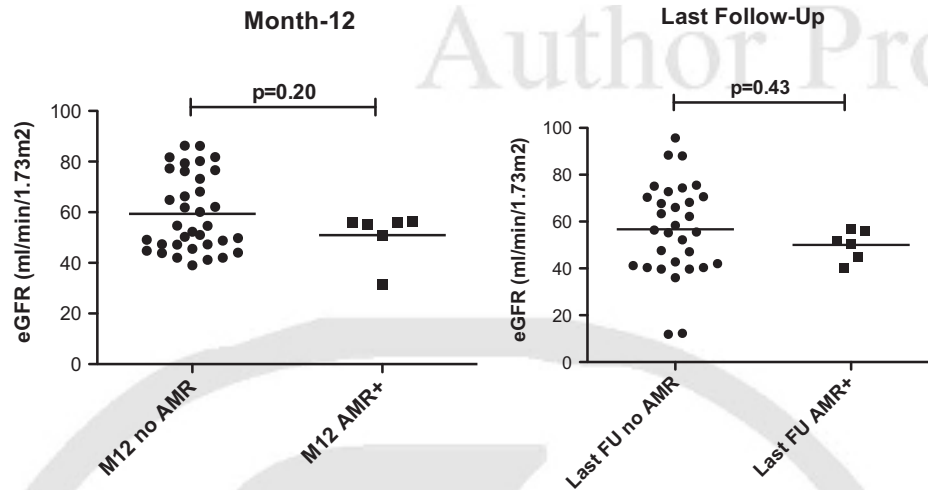 Month-12
Last Follow-Up
Author Pro
p=0.20
p=0.43
eGFR (ml/min/1.73m2)
100
80
60
40
20
0
M12 no AMR
M12 AMR+
eGFR (ml/min/1.73m2)
100
80
60
40
20
0
Last FU no AMR
Last FU AMR+